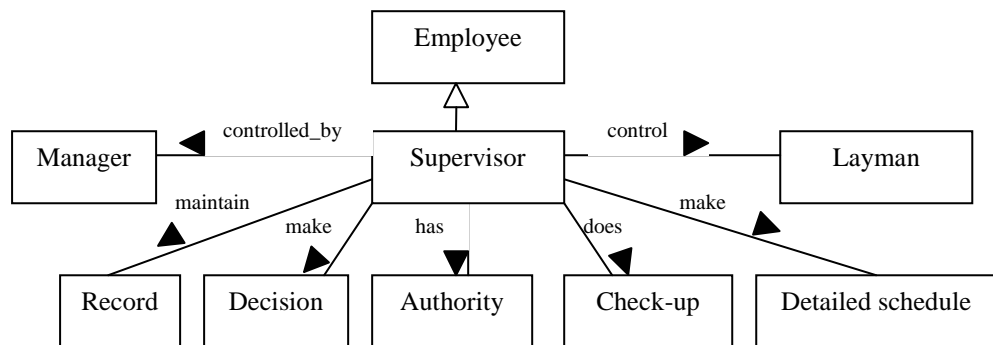 Employee
controlled_by
control
Manager
Supervisor
Layman
maintain
make
has
does
make
Record
Decision
Authority
Check-up
Detailed schedule